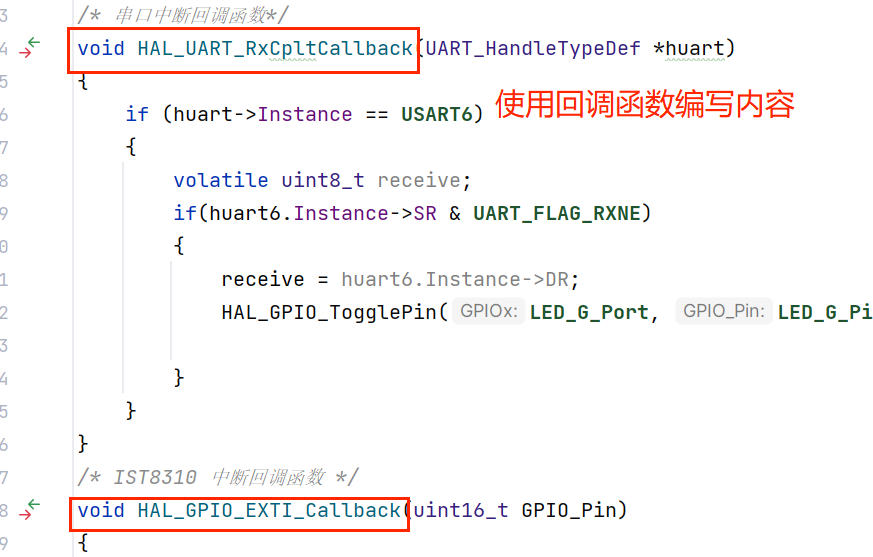 3 /* 串口中断回调函数*/
4 void HAL_UART_RxCpltCallback(UART_HandleTypeDef *huart)
5 {
6 if (huart->Instance == USART6) 使用回调函数编写内容
7 {
8 volatile uint8_t receive;
9 if(huart6.Instance->SR & UART_FLAG_RXNE)
0 {
1 receive = huart6.Instance->DR;
2 HAL_GPIO_TogglePin( GPIOx: LED_G_Port, GPIO_Pin: LED_G_Pi
3
4 }
5 }
6 }
7 /* IST8310 中断回调函数 */
8 void HAL_GPIO_EXTI_Callback(uint16_t GPIO_Pin)
9 {